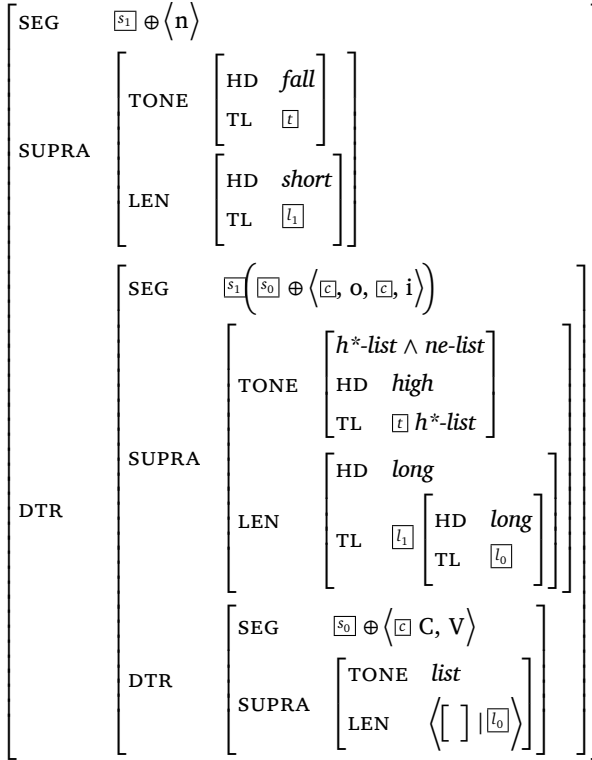 SEG s₁ ⊕ ⟨n⟩
HD fall
TONE
TL t
SUPRA
HD short
LEN
TL l₁
SEG s₁(s₀ ⊕ ⟨c, o, c, i⟩)
h*-list ∧ ne-list
TONE HD high
TL t h*-list
SUPRA
HD long
DTR
HD long
LEN TL l₁
TL l₀
SEG s₀ ⊕ ⟨c C, V⟩
DTR
TONE list
SUPRA
LEN ⟨[ ] | l₀⟩